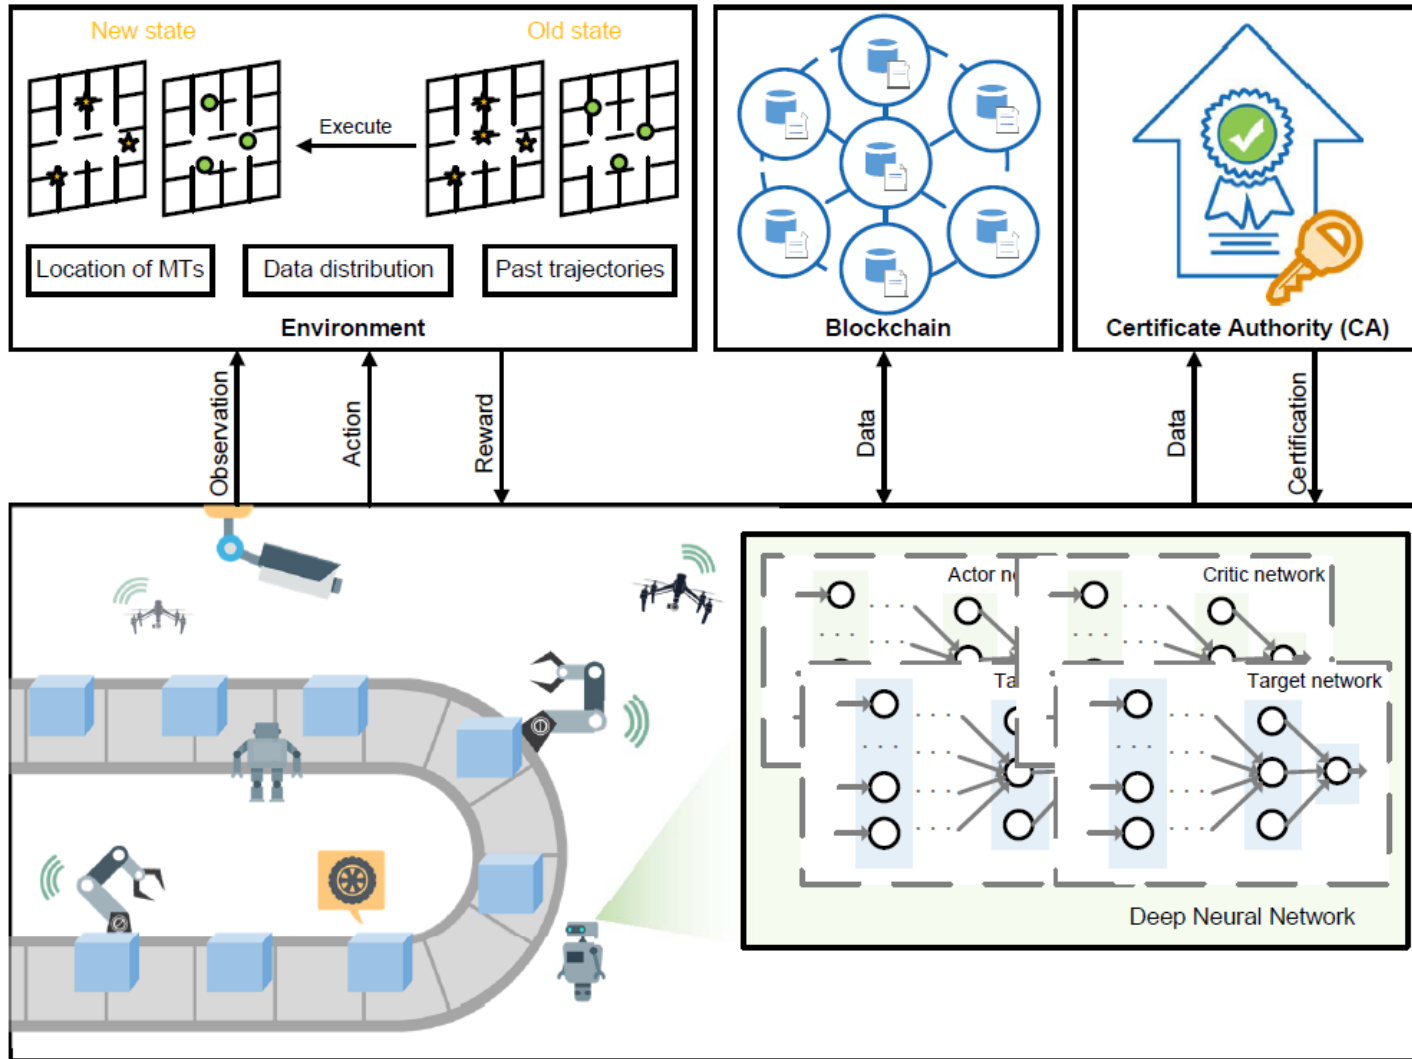 New state
Old state
Execute
Location of MTs
Data distribution
Past trajectories
Environment
Blockchain
Certificate Authority (CA)
Observation
Action
Reward
Data
Data
Certification
Actor
Critic network
Target network
Deep Neural Network